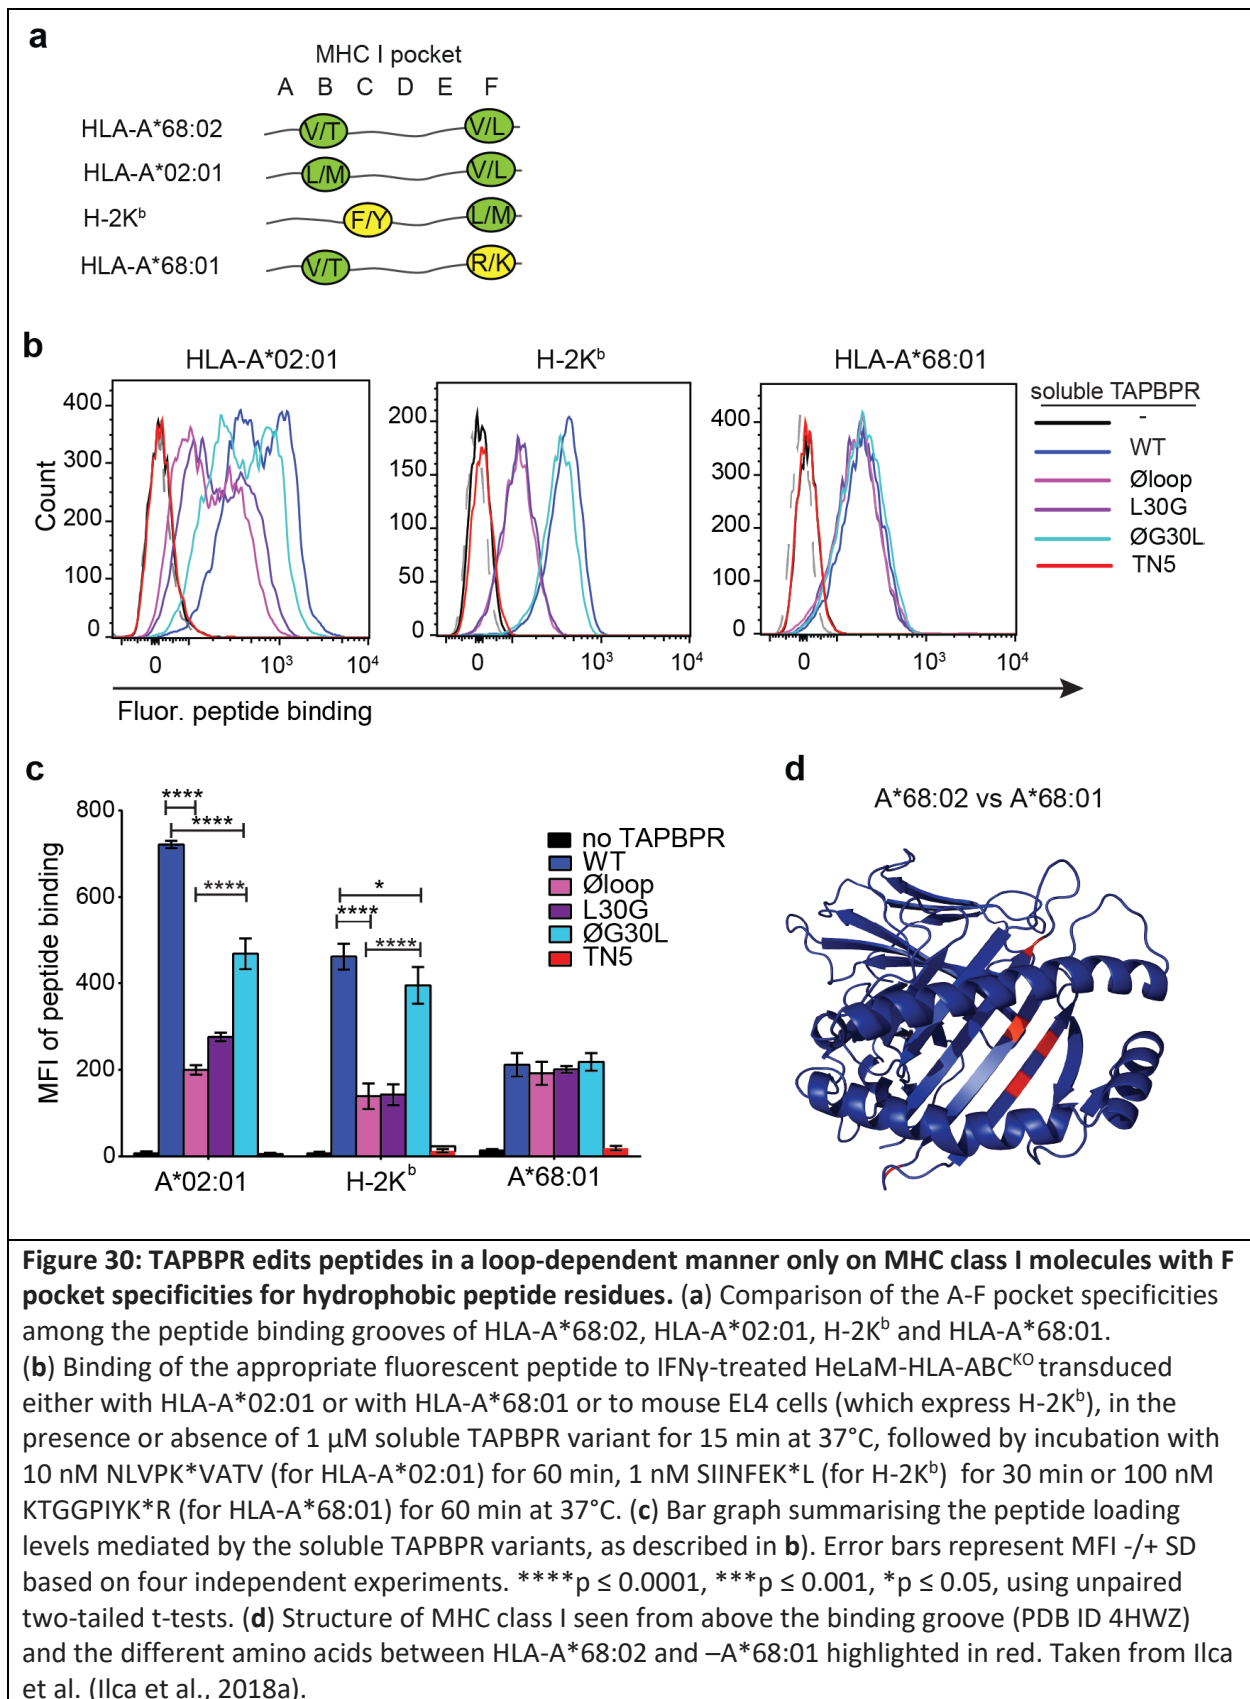 a
MHC I pocket
A B C D E F
HLA-A*68:02 V/T V/L
HLA-A*02:01 L/M V/L
H-2Kᵇ F/Y L/M
HLA-A*68:01 V/T R/K
b
HLA-A*02:01 H-2Kᵇ HLA-A*68:01
Count
400
300
200
100
0
0 10³ 10⁴
200
150
100
50
0
0 10³ 10⁴
400
300
200
100
0
0 10³ 10⁴
soluble TAPBPR
-
WT
Øloop
L30G
ØG30L
TN5
Fluor. peptide binding
c
MFI of peptide binding
800
600
400
200
0
****
****
****
*
****
****
no TAPBPR
WT
Øloop
L30G
ØG30L
TN5
A*02:01 H-2Kᵇ A*68:01
d
A*68:02 vs A*68:01
Figure 30: TAPBPR edits peptides in a loop-dependent manner only on MHC class I molecules with F
pocket specificities for hydrophobic peptide residues. (a) Comparison of the A-F pocket specificities
among the peptide binding grooves of HLA-A*68:02, HLA-A*02:01, H-2Kᵇ and HLA-A*68:01.
(b) Binding of the appropriate fluorescent peptide to IFNγ-treated HeLaM-HLA-ABCᴷᴼ transduced
either with HLA-A*02:01 or with HLA-A*68:01 or to mouse EL4 cells (which express H-2Kᵇ), in the
presence or absence of 1 μM soluble TAPBPR variant for 15 min at 37°C, followed by incubation with
10 nM NLVPK*VATV (for HLA-A*02:01) for 60 min, 1 nM SIINFEK*L (for H-2Kᵇ) for 30 min or 100 nM
KTGGPIYK*R (for HLA-A*68:01) for 60 min at 37°C. (c) Bar graph summarising the peptide loading
levels mediated by the soluble TAPBPR variants, as described in b). Error bars represent MFI -/+ SD
based on four independent experiments. ****p ≤ 0.0001, ***p ≤ 0.001, *p ≤ 0.05, using unpaired
two-tailed t-tests. (d) Structure of MHC class I seen from above the binding groove (PDB ID 4HWZ)
and the different amino acids between HLA-A*68:02 and –A*68:01 highlighted in red. Taken from Ilca
et al. (Ilca et al., 2018a).